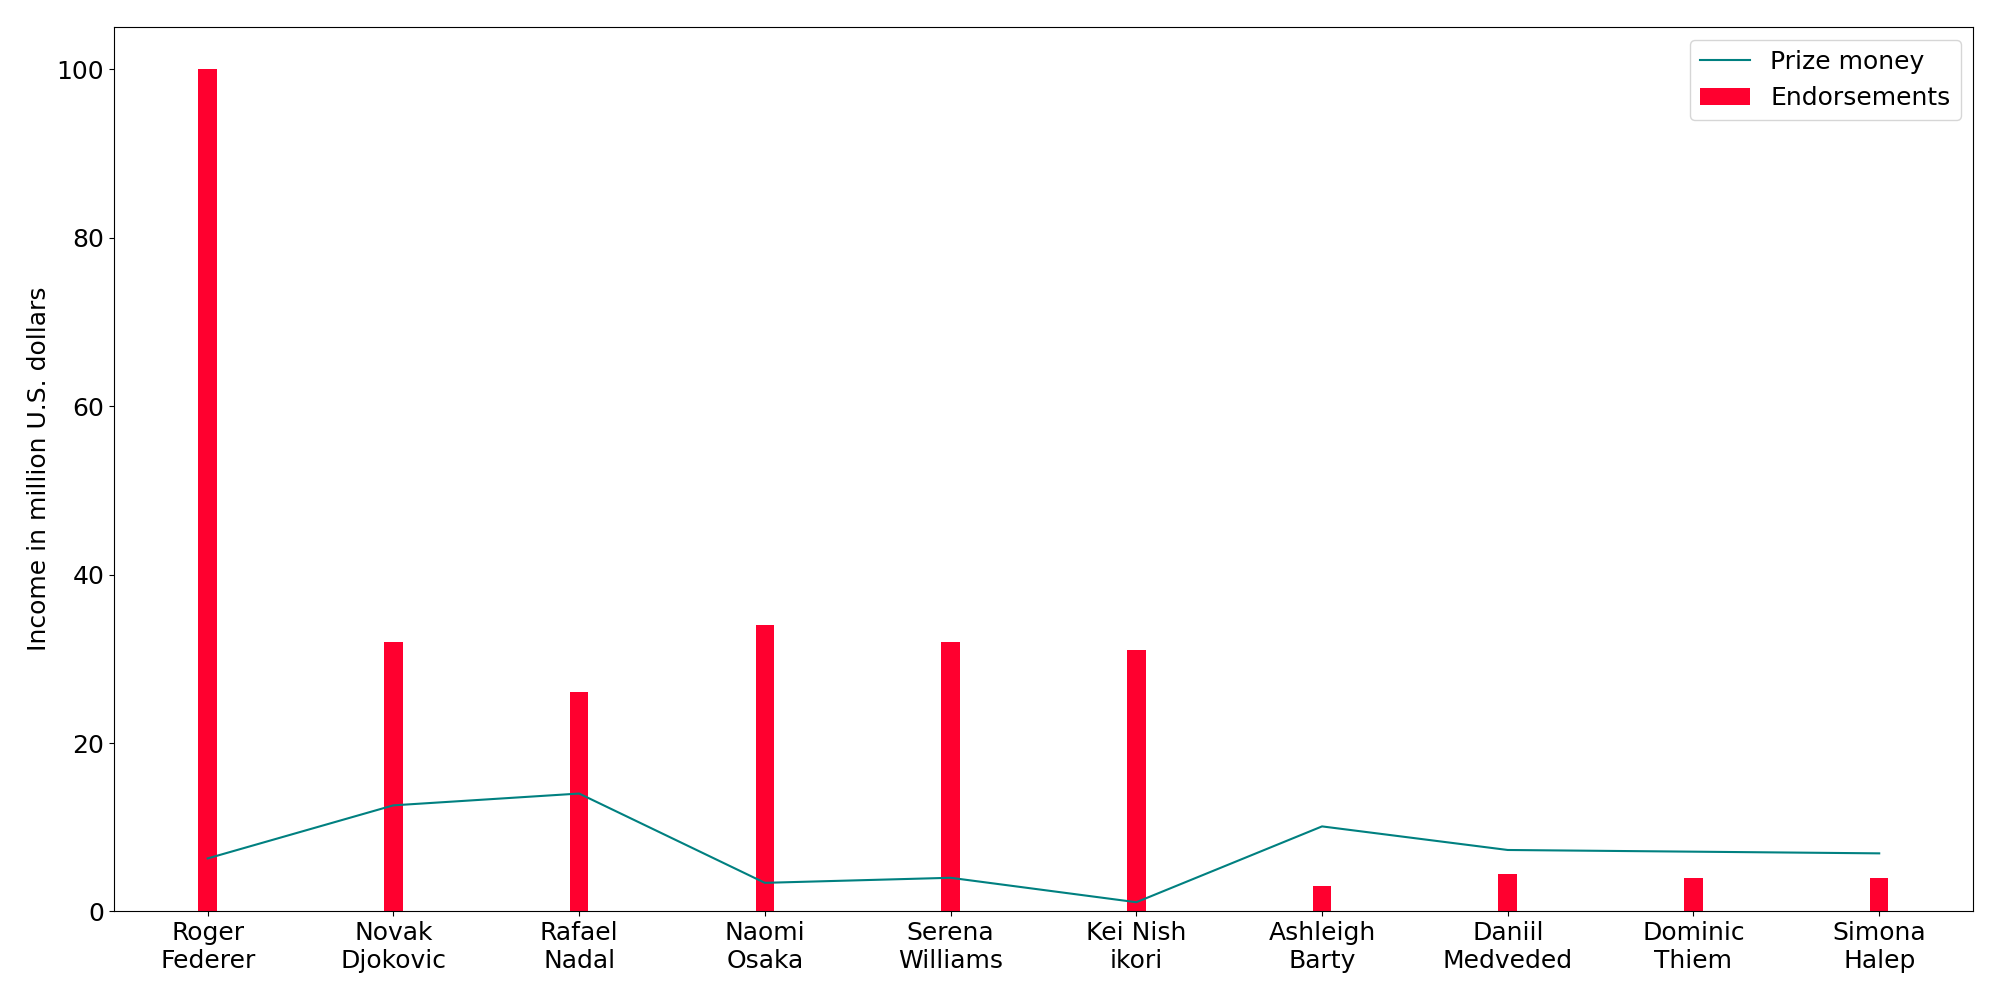 Prize money
Endorsements
Income in million U.S. dollars
100
80
60
40
20
0
Roger
Federer
Novak
Djokovic
Rafael
Nadal
Naomi
Osaka
Serena
Williams
Kei Nish
ikori
Ashleigh
Barty
Daniil
Medveded
Dominic
Thiem
Simona
Halep